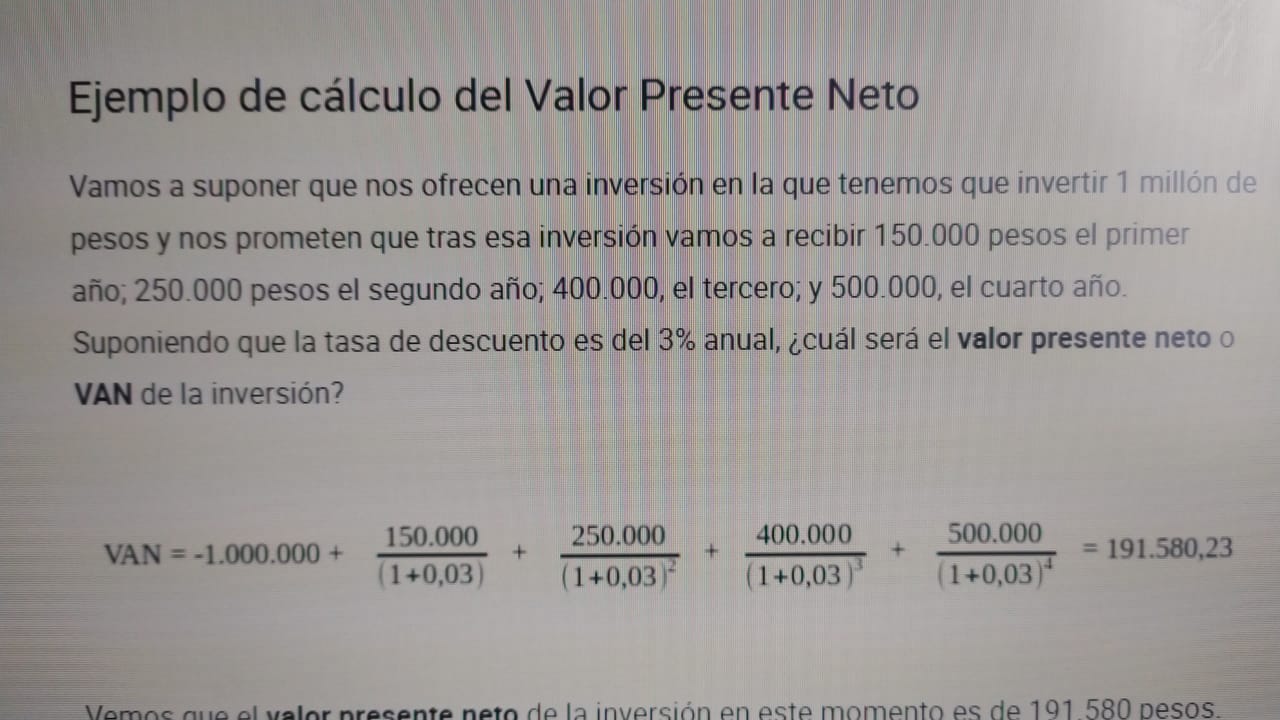 Ejemplo de cálculo del Valor Presente Neto
Vamos a suponer que nos ofrecen una inversión en la que tenemos que invertir 1 millón de
pesos y nos prometen que tras esa inversión vamos a recibir 150.000 pesos el primer
año; 250.000 pesos el segundo año; 400.000, el tercero; y 500.000, el cuarto año.
Suponiendo que la tasa de descuento es del 3% anual, ¿cuál será el valor presente neto o
VAN de la inversión?
VAN = -1.000.000 + 150.000/(1+0,03) + 250.000/(1+0,03)² + 400.000/(1+0,03)³ + 500.000/(1+0,03)⁴ = 191.580,23
Vemos que el valor presente neto de la inversión en este momento es de 191.580 pesos.